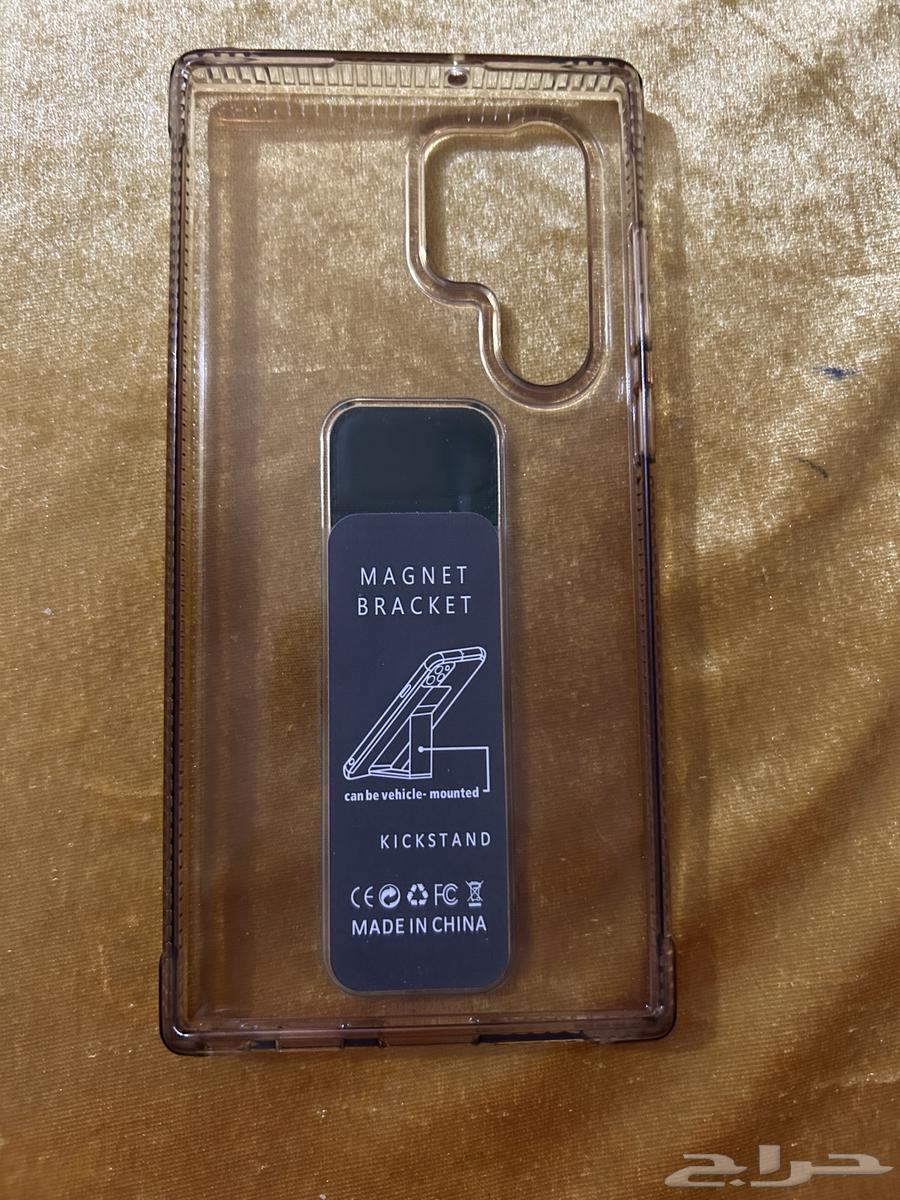 MAGNET
BRACKET
can be vehicle- mounted
KICKSTAND
CE FC
MADE IN CHINA
حراج